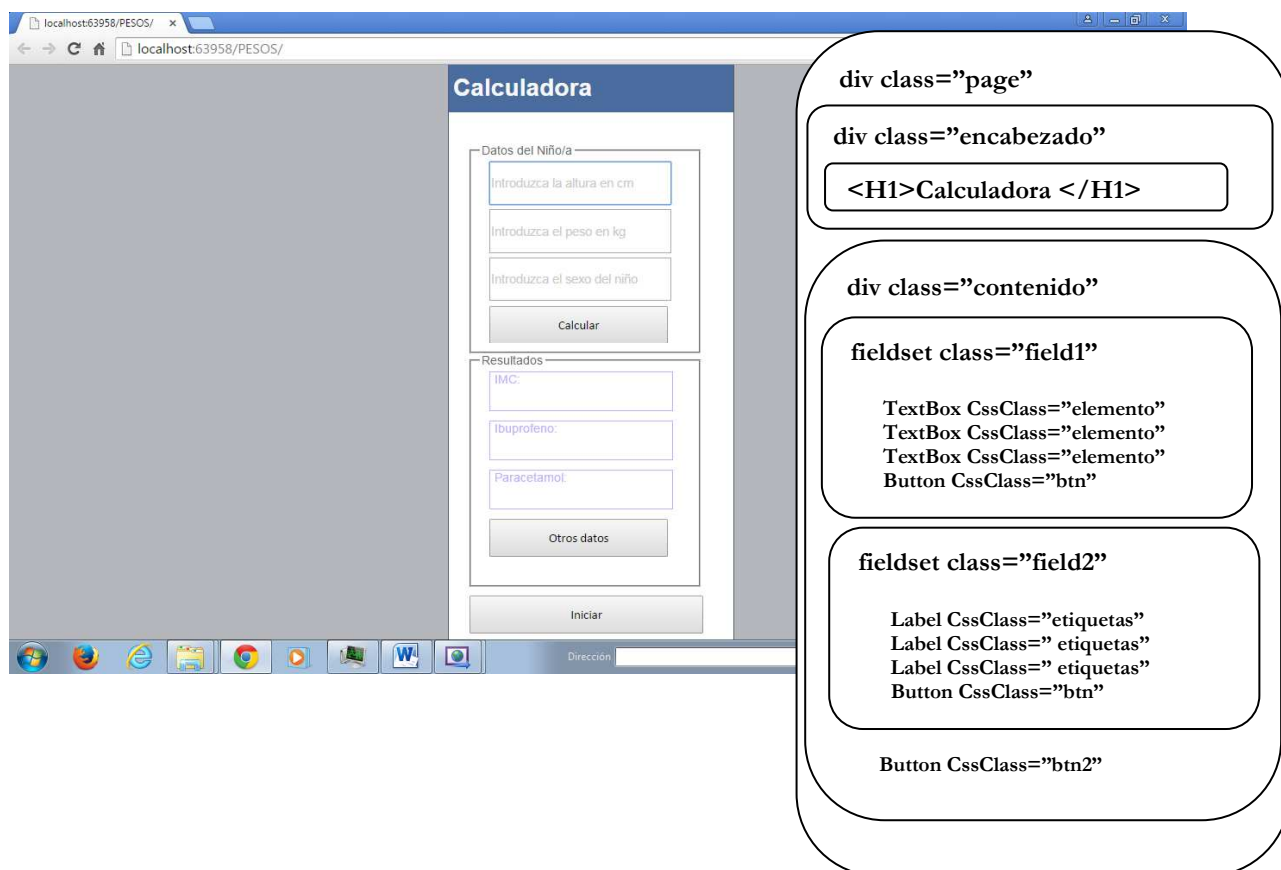 localhost:63958/PESOS/
localhost:63958/PESOS/
Calculadora
Datos del Niño/a
Introduzca la altura en cm
Introduzca el peso en kg
Introduzca el sexo del niño
Calcular
Resultados
IMC:
Ibuprofeno:
Paracetamol:
Otros datos
Iniciar
Dirección
div class=”page”
div class=”encabezado”
<H1>Calculadora </H1>
div class=”contenido”
fieldset class=”field1”
TextBox CssClass=”elemento”
TextBox CssClass=”elemento”
TextBox CssClass=”elemento”
Button CssClass=”btn”
fieldset class=”field2”
Label CssClass=”etiquetas”
Label CssClass=” etiquetas”
Label CssClass=” etiquetas”
Button CssClass=”btn”
Button CssClass=”btn2”